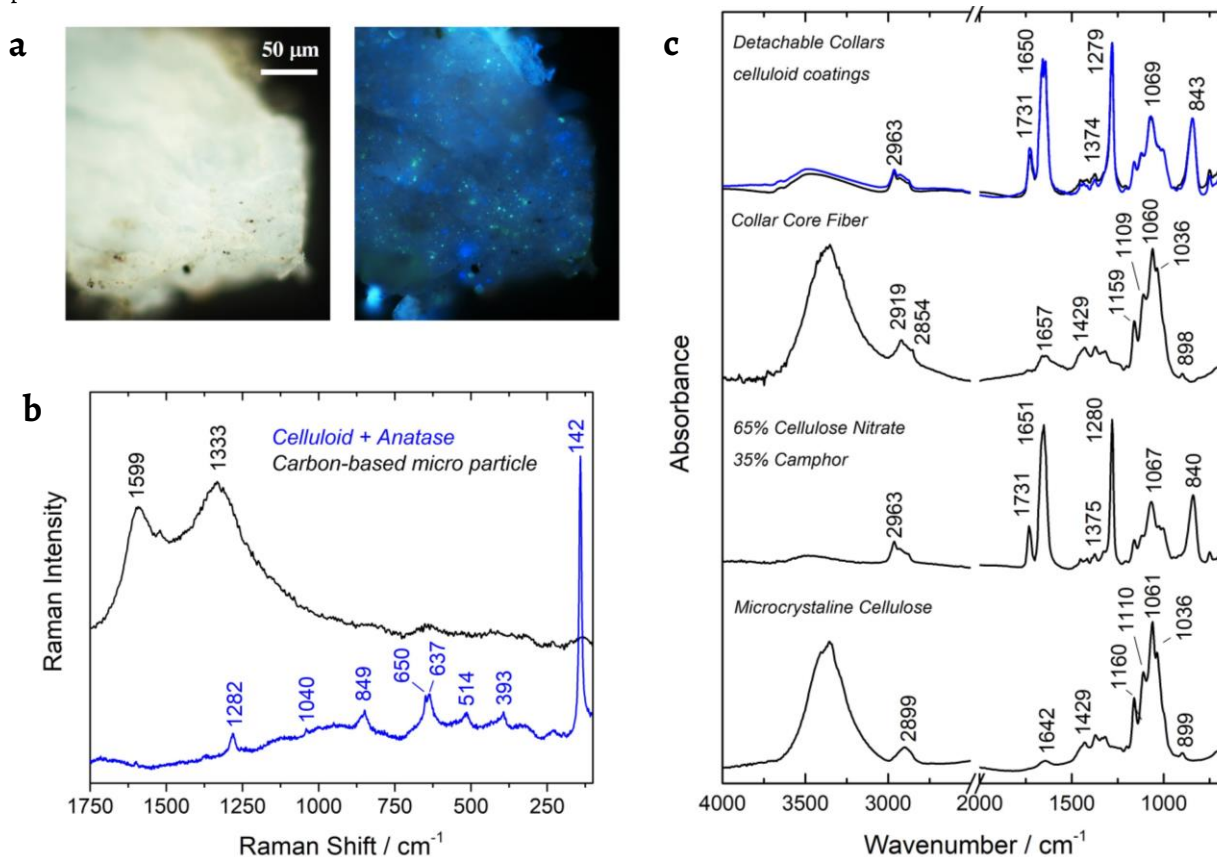 a
50 µm
b
Celluloid + Anatase
Carbon-based micro particle
1599
1333
142
1282
1040
849
650
637
514
393
Raman Intensity
1750 1500 1250 1000 750 500 250
Raman Shift / cm-1
c
Detachable Collars
celluloid coatings
2963
1731
1650
1374
1279
1069
843
Collar Core Fiber
2919
2854
1657
1429
1159
1109
1060
1036
898
65% Cellulose Nitrate
35% Camphor
2963
1731
1651
1375
1280
1067
840
Microcrystaline Cellulose
2899
1642
1429
1160
1110
1061
1036
899
Absorbance
4000 3500 3000 1500 1000
Wavenumber / cm-1